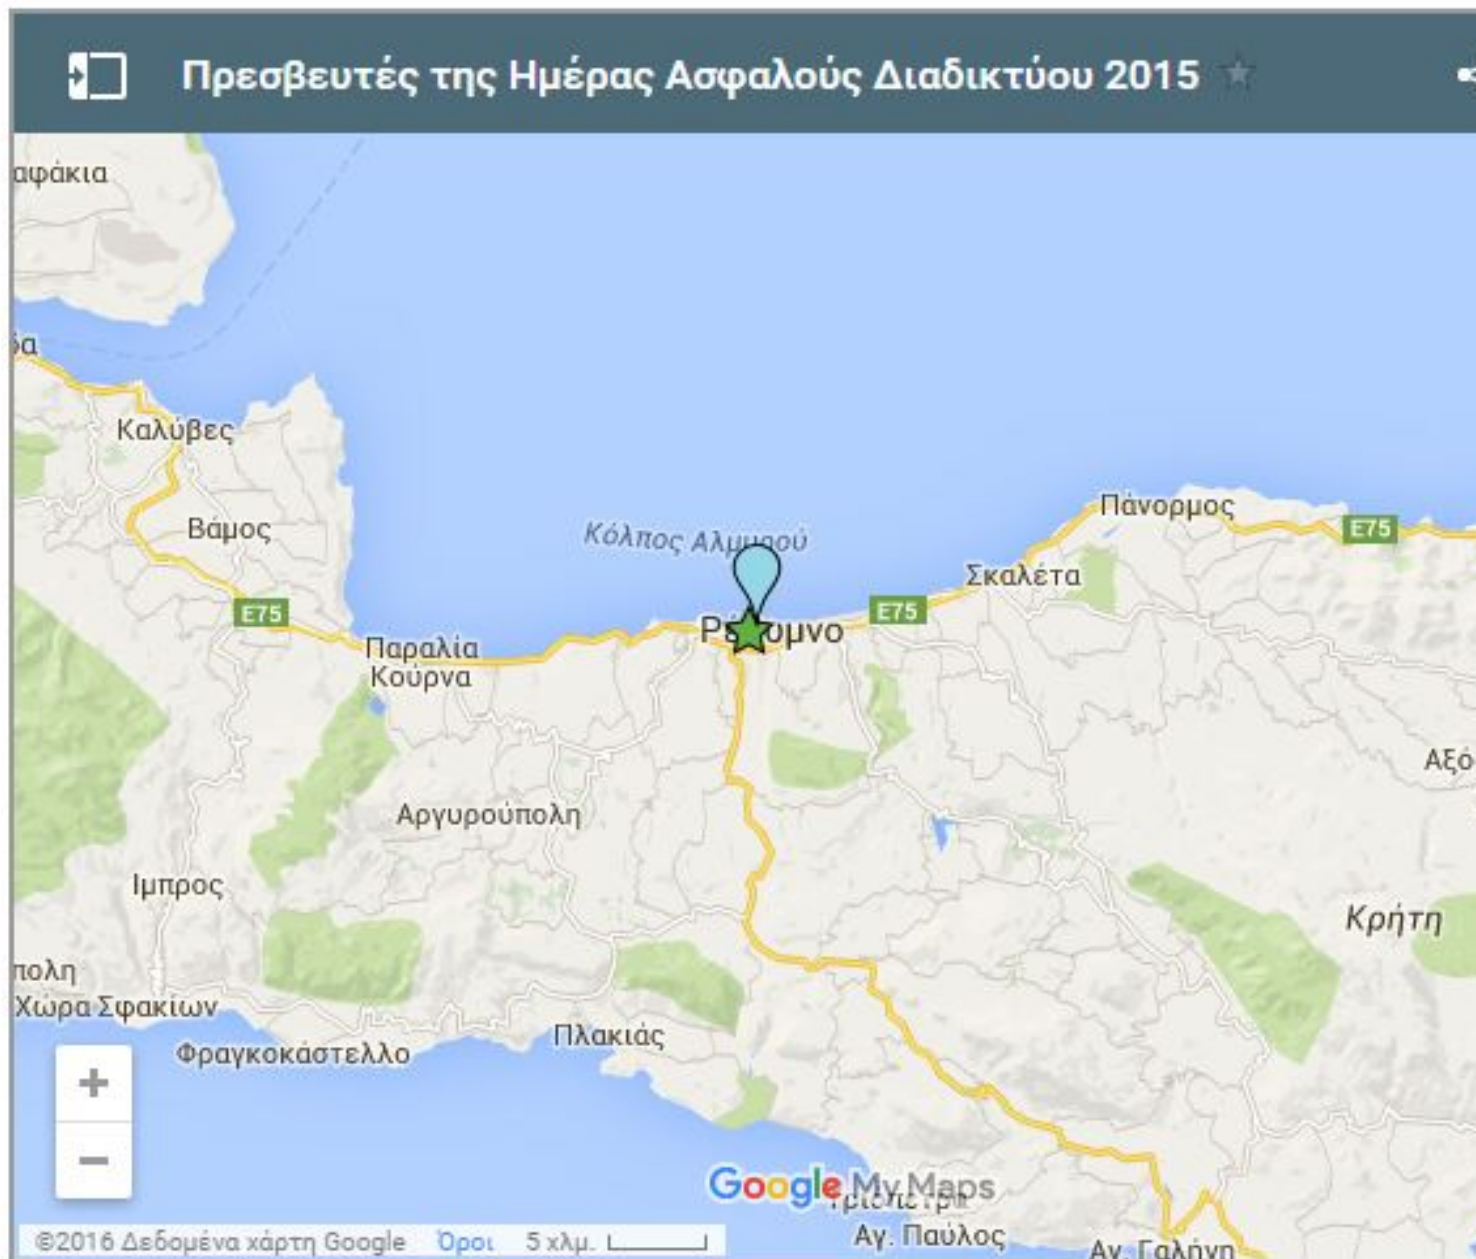 Πρεσβευτές της Ημέρας Ασφαλούς Διαδικτύου 2015
αφάκια
δα
Καλύβες
Βάμος
Κόλπος Αλμυρού
Πάνορμος
E75
Σκαλέτα
E75
E75
Ρέθυμνο
Παραλία
Κούρνα
Αξό
Αργυρούπολη
Ιμπρος
Κρήτη
πολη
Χώρα Σφακίων
Πλακιάς
Φραγκοκάστελλο
+
−
Google My Maps
Αγ. Παύλος
©2016 Δεδομένα χάρτη Google Όροι 5 χλμ.
Αγ. Γαλήνη